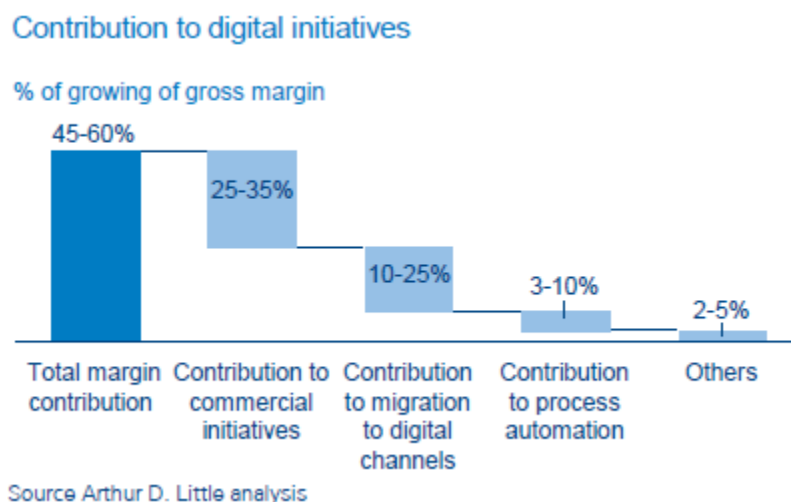 Contribution to digital initiatives
% of growing of gross margin
45-60%
25-35%
10-25%
3-10%
2-5%
Total margin
contribution
Contribution to
commercial
initiatives
Contribution
to migration
to digital
channels
Contribution
to process
automation
Others
Source Arthur D. Little analysis